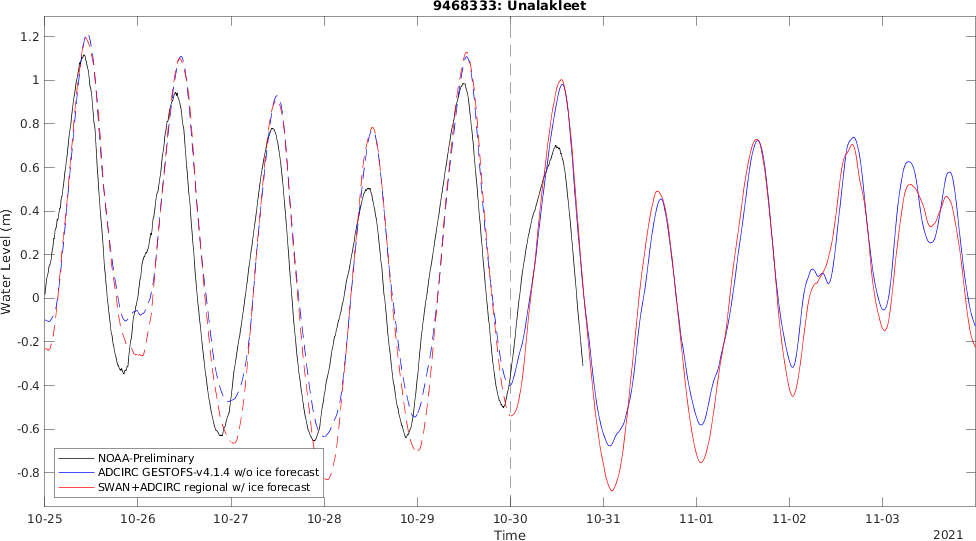 9468333: Unalakleet
1.2
1
0.8
0.6
0.4
0.2
0
-0.2
-0.4
-0.6
-0.8
Water Level (m)
NOAA-Preliminary
ADCIRC GESTOFS-v4.1.4 w/o ice forecast
SWAN+ADCIRC regional w/ ice forecast
10-25 10-26 10-27 10-28 10-29 10-30 10-31 11-01 11-02 11-03
Time
2021